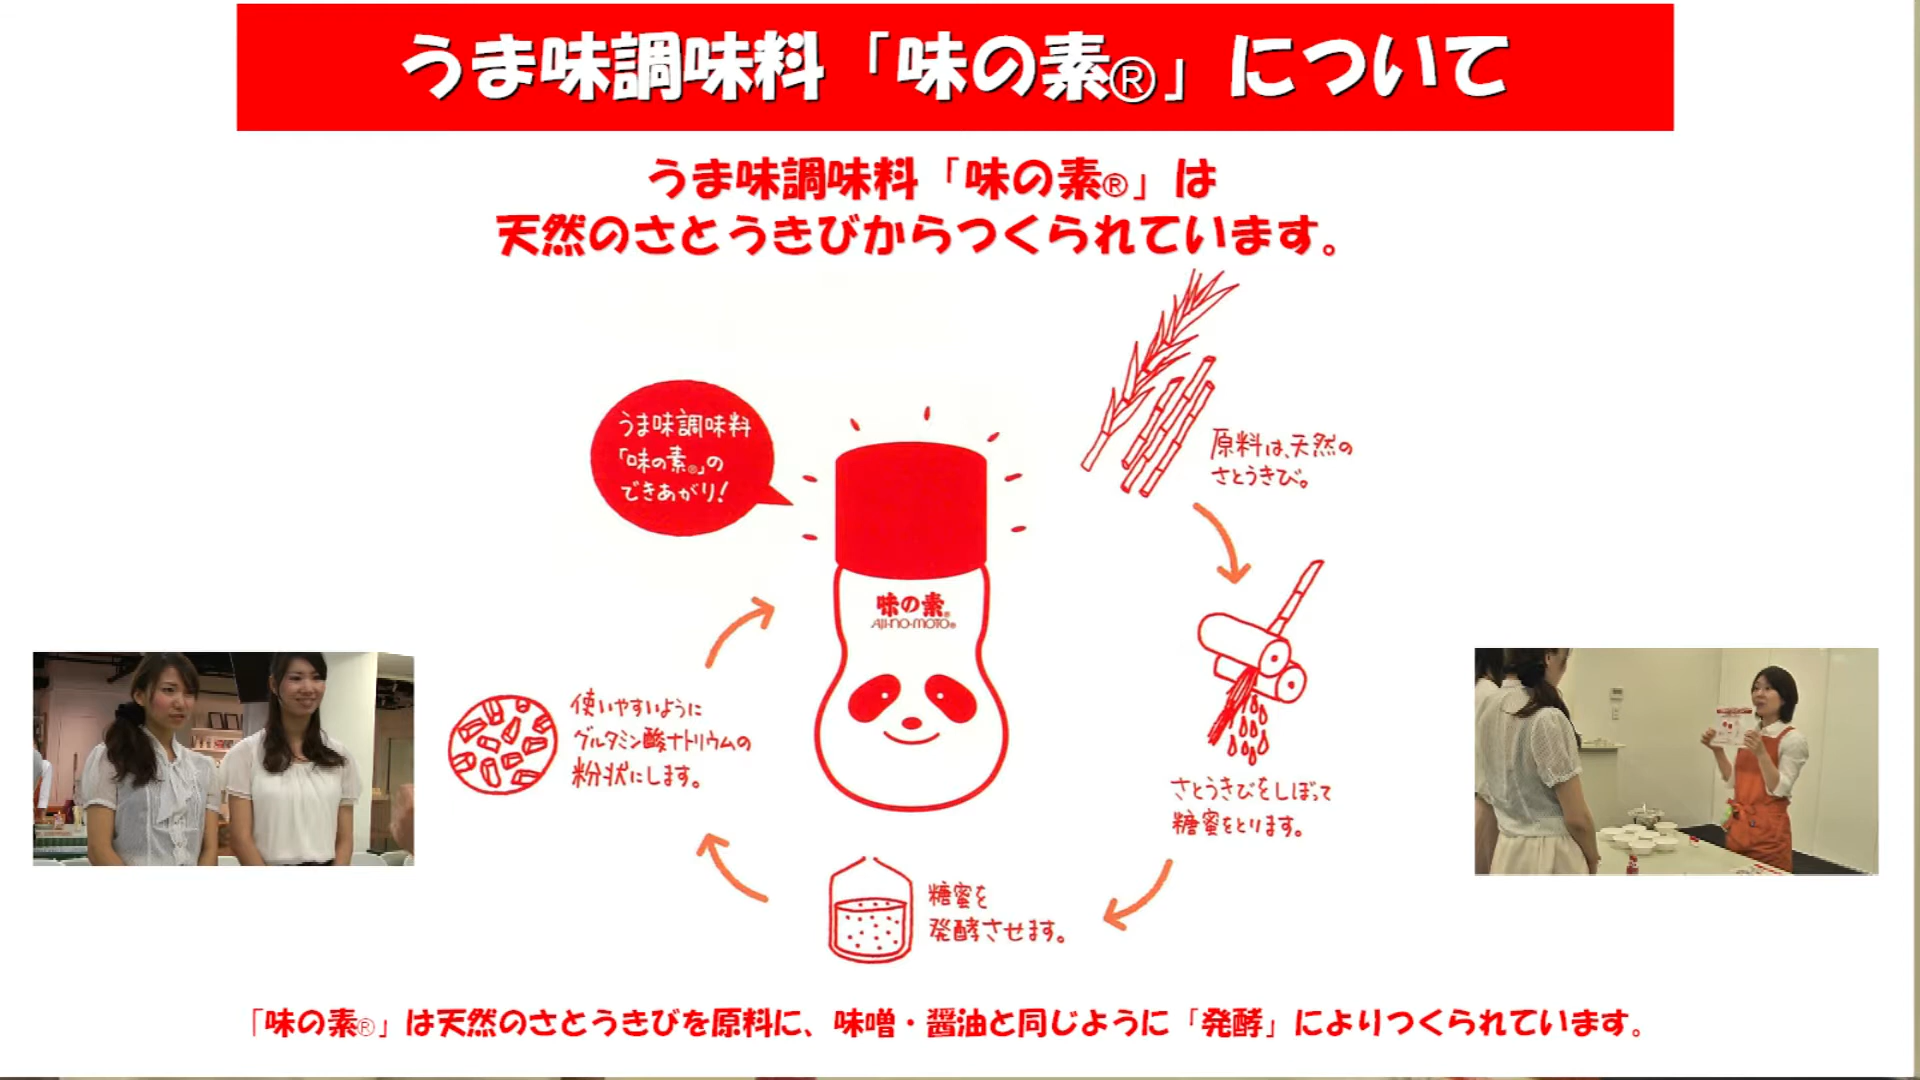 うま味調味料「味の素®」について
うま味調味料「味の素®」は
天然のさとうきびからつくられています。
うま味調味料
「味の素®」の
できあがり!
原料は、天然の
さとうきび。
味の素®
AJI-NO-MOTO®
使いやすいように
グルタミン酸ナトリウムの
粉状にします。
さとうきびをしぼって
糖蜜をとります。
糖蜜を
発酵させます。
「味の素®」は天然のさとうきびを原料に、味噌・醤油と同じように「発酵」によりつくられています。